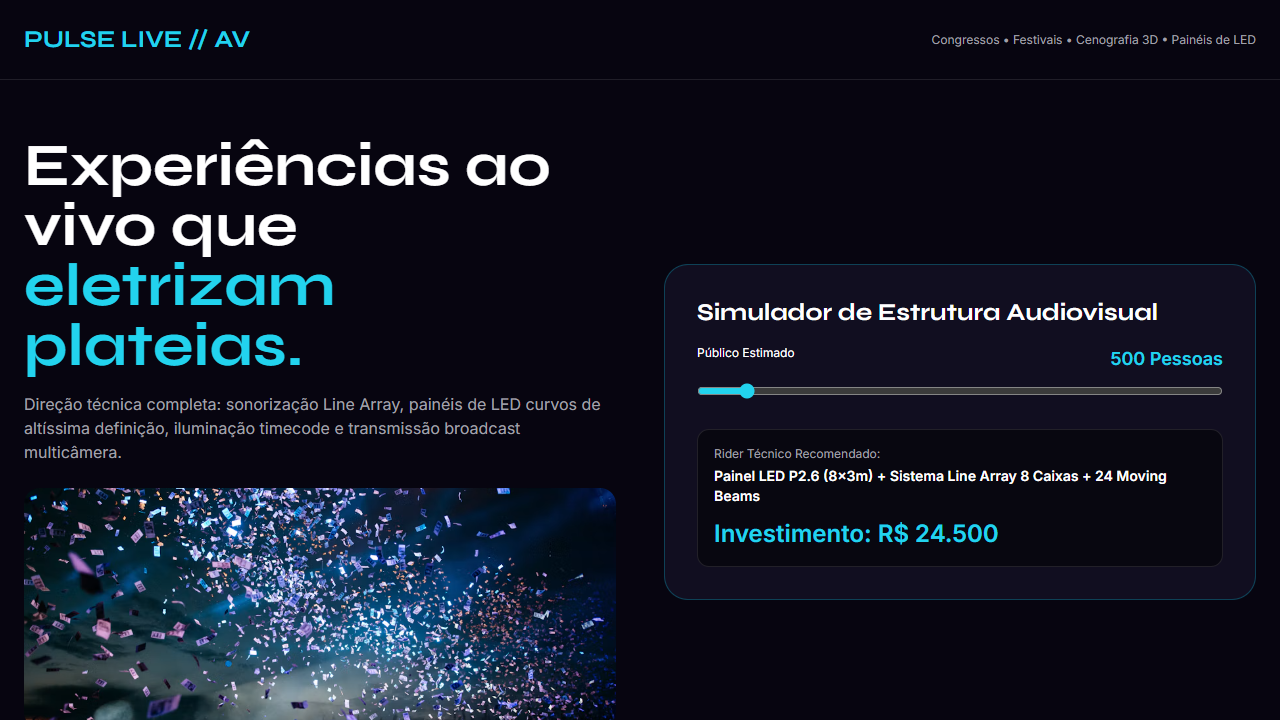 PULSE LIVE // AV
Congressos • Festivais • Cenografia 3D • Painéis de LED
Experiências ao
vivo que
eletrizam
plateias.
Direção técnica completa: sonorização Line Array, painéis de LED curvos de
altíssima definição, iluminação timecode e transmissão broadcast
multicâmera.
Simulador de Estrutura Audiovisual
Público Estimado
500 Pessoas
Rider Técnico Recomendado:
Painel LED P2.6 (8×3m) + Sistema Line Array 8 Caixas + 24 Moving
Beams
Investimento: R$ 24.500